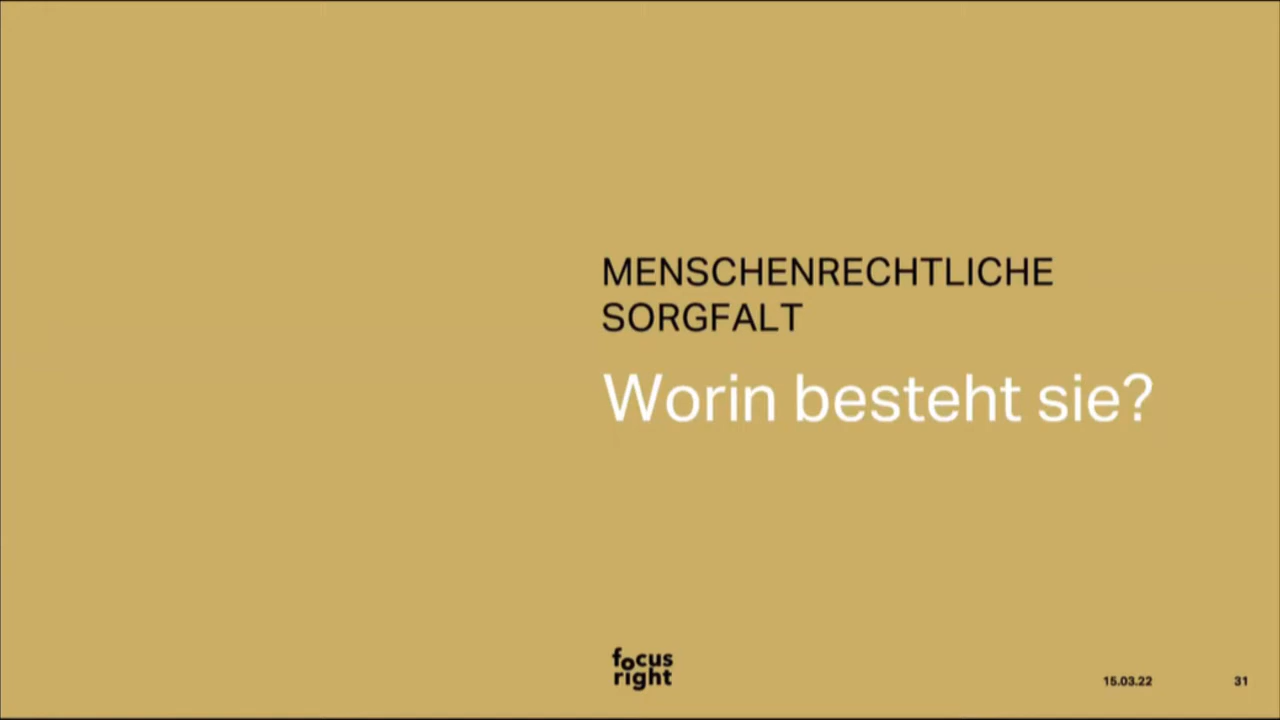 MENSCHENRECHTLICHE
SORGFALT
Worin besteht sie?
focus
right
15.03.22
31